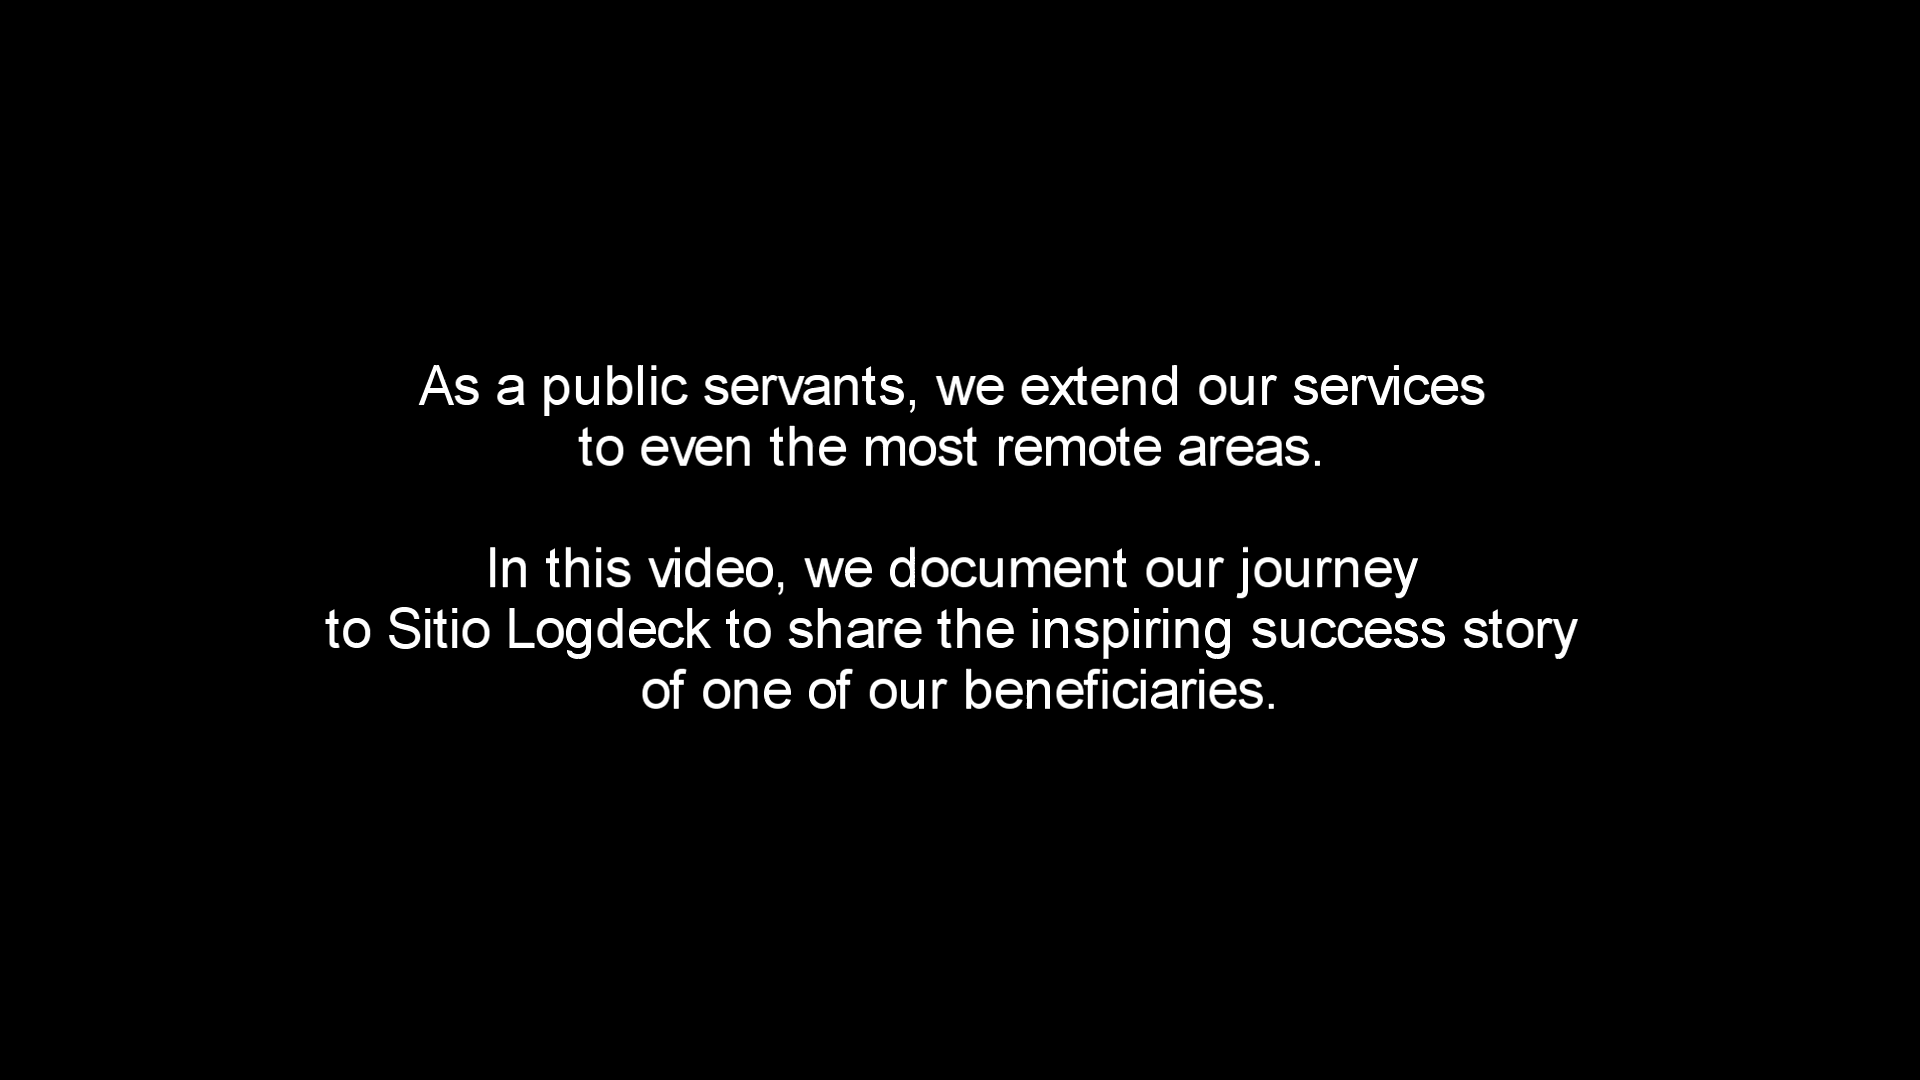 As a public servants, we extend our services
to even the most remote areas.
In this video, we document our journey
to Sitio Logdeck to share the inspiring success story
of one of our beneficiaries.